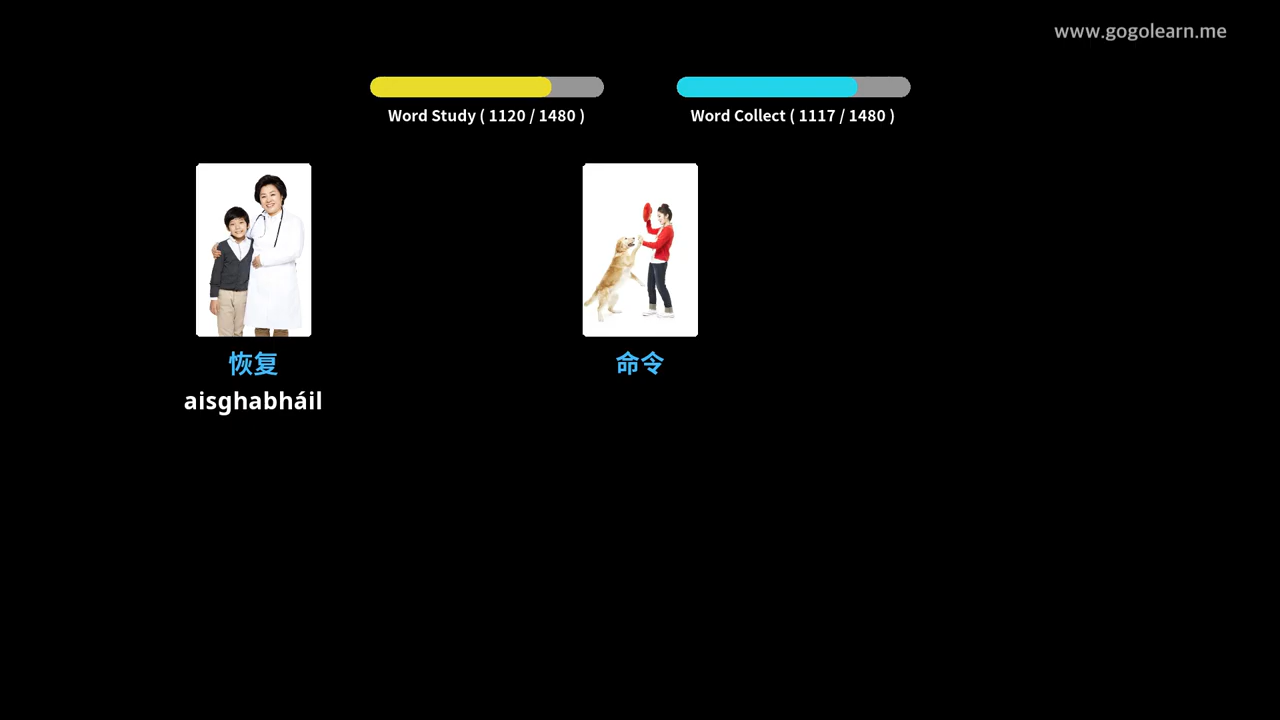 www.gogolearn.me
Word Study ( 1120 / 1480 )
Word Collect ( 1117 / 1480 )
恢复
aisghabháil
命令